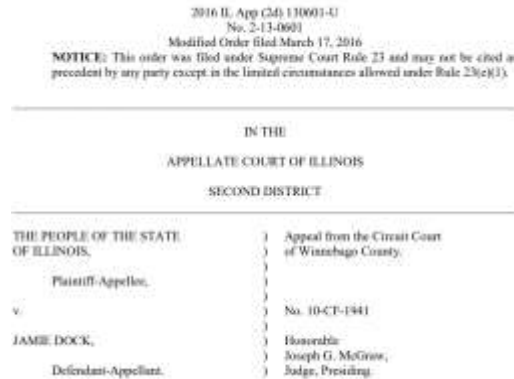 2016 IL App (2d) 130601-U
No. 2-13-0601
Modified Order filed March 17, 2016
NOTICE: This order was filed under Supreme Court Rule 23 and may not be cited as
precedent by any party except in the limited circumstances allowed under Rule 23(e)(1).
IN THE
APPELLATE COURT OF ILLINOIS
SECOND DISTRICT
THE PEOPLE OF THE STATE ) Appeal from the Circuit Court
OF ILLINOIS, ) of Winnebago County.
)
Plaintiff-Appellee, )
)
v. ) No. 10-CF-1941
)
JAMIE DOCK, ) Honorable
) Joseph G. McGraw,
Defendant-Appellant. ) Judge, Presiding.